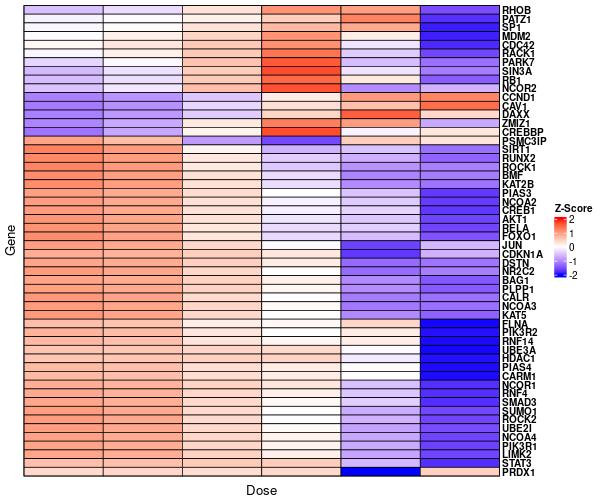 RHOB
PATZ1
SP1
MDM2
CDC42
RACK1
PARK7
SIN3A
RB1
NCOR2
CCND1
CAV1
DAXX
ZMIZ1
CREBBP
PSMC3IP
SIRT1
RUNX2
ROCK1
BMF
KAT2B
PIAS3
NCOA2
CREB1
AKT1
RELA
FOXO1
JUN
CDKN1A
DSTN
NR2C2
BAG1
PLPP1
CALR
NCOA3
KAT5
FLNA
PIK3R2
RNF14
UBE3A
HDAC1
PIAS4
CARM1
NCOR1
RNF4
SMAD3
SUMO1
ROCK2
UBE2I
NCOA4
PIK3R1
LIMK2
STAT3
PRDX1
Gene
Dose
Z-Score
2
1
0
-1
-2